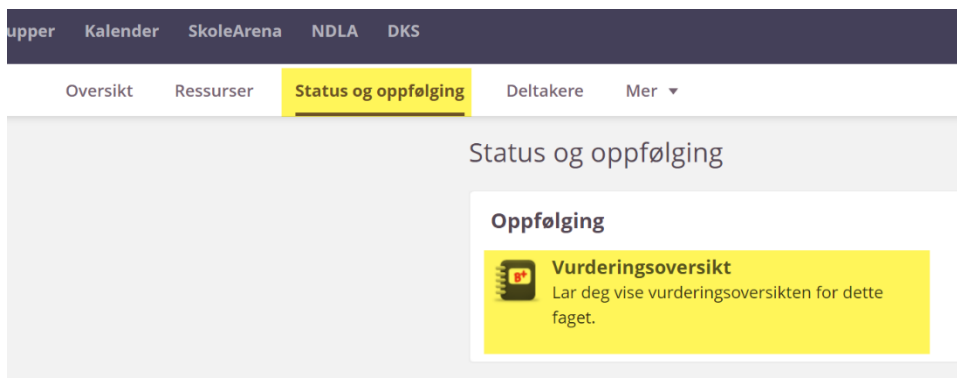 upper Kalender SkoleArena NDLA DKS
Oversikt Ressurser Status og oppfølging Deltakere Mer ▼
Status og oppfølging
Oppfølging
B+
Vurderingsoversikt
Lar deg vise vurderingsoversikten for dette
faget.